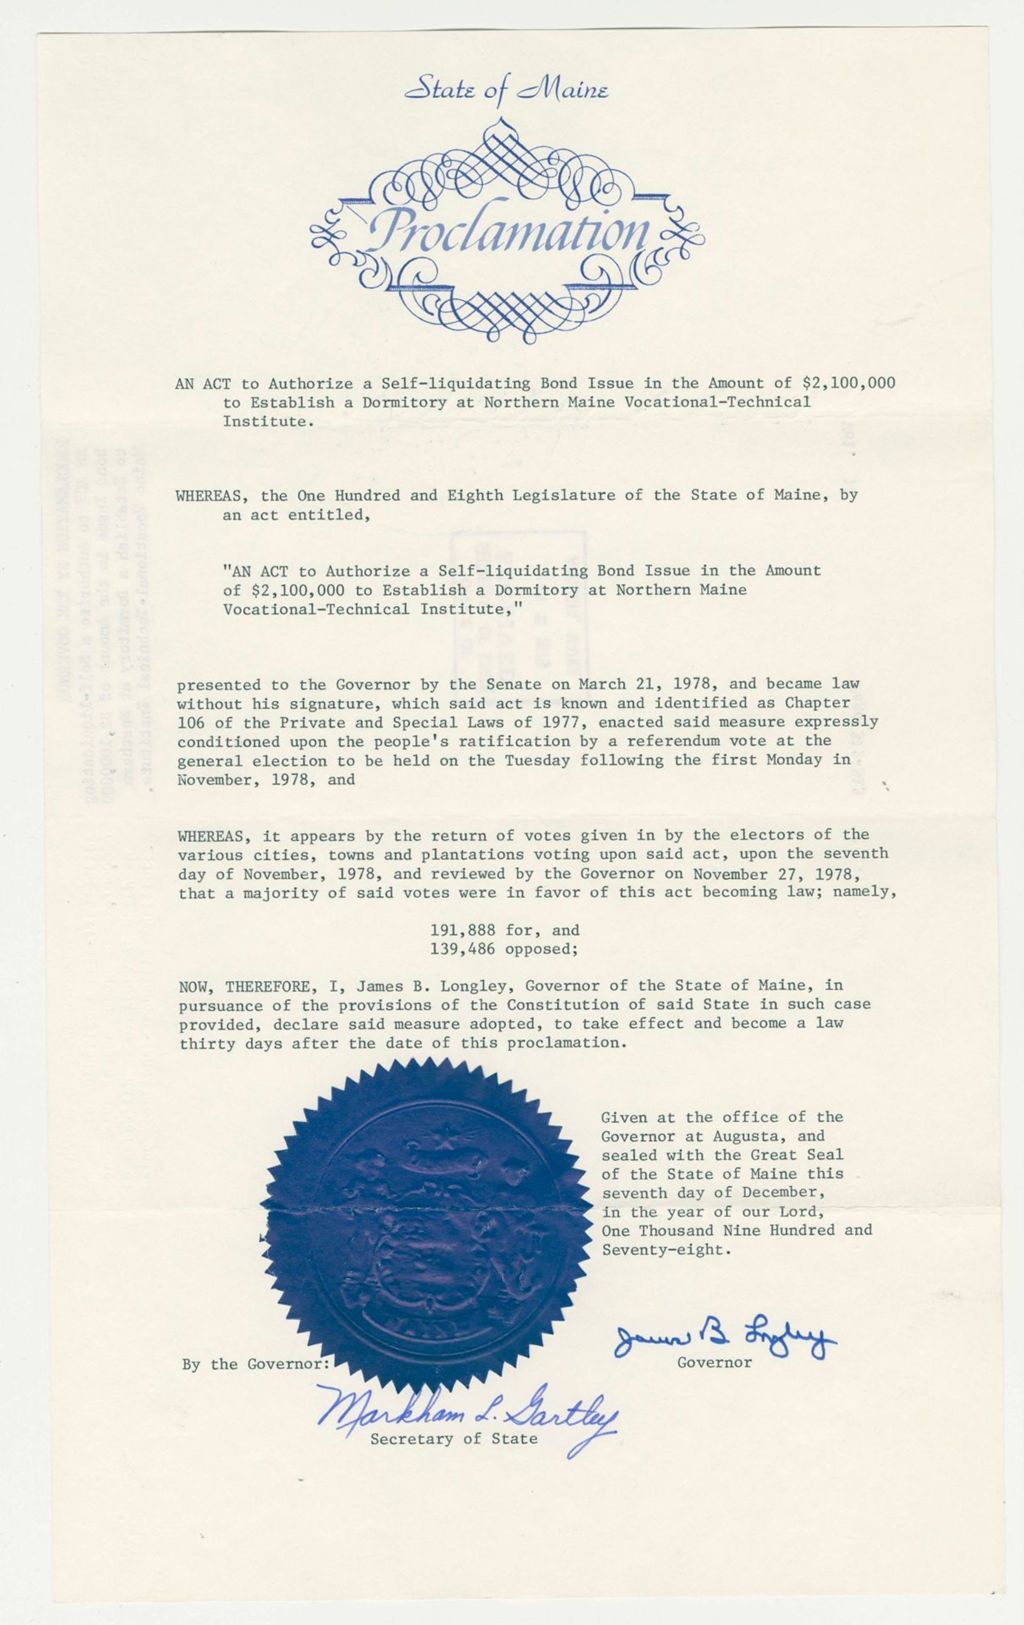 State of Maine
Proclamation
AN ACT to Authorize a Self-liquidating Bond Issue in the Amount of $2,100,000
to Establish a Dormitory at Northern Maine Vocational-Technical
Institute.
WHEREAS, the One Hundred and Eighth Legislature of the State of Maine, by
an act entitled,
"AN ACT to Authorize a Self-liquidating Bond Issue in the Amount
of $2,100,000 to Establish a Dormitory at Northern Maine
Vocational-Technical Institute,"
presented to the Governor by the Senate on March 21, 1978, and became law
without his signature, which said act is known and identified as Chapter
106 of the Private and Special Laws of 1977, enacted said measure expressly
conditioned upon the people's ratification by a referendum vote at the
general election to be held on the Tuesday following the first Monday in
November, 1978, and
WHEREAS, it appears by the return of votes given in by the electors of the
various cities, towns and plantations voting upon said act, upon the seventh
day of November, 1978, and reviewed by the Governor on November 27, 1978,
that a majority of said votes were in favor of this act becoming law; namely,
191,888 for, and
139,486 opposed;
NOW, THEREFORE, I, James B. Longley, Governor of the State of Maine, in
pursuance of the provisions of the Constitution of said State in such case
provided, declare said measure adopted, to take effect and become a law
thirty days after the date of this proclamation.
Given at the office of the
Governor at Augusta, and
sealed with the Great Seal
of the State of Maine this
seventh day of December,
in the year of our Lord,
One Thousand Nine Hundred and
Seventy-eight.
James B. Longley
Governor
By the Governor:
Markham L. Gartley
Secretary of State